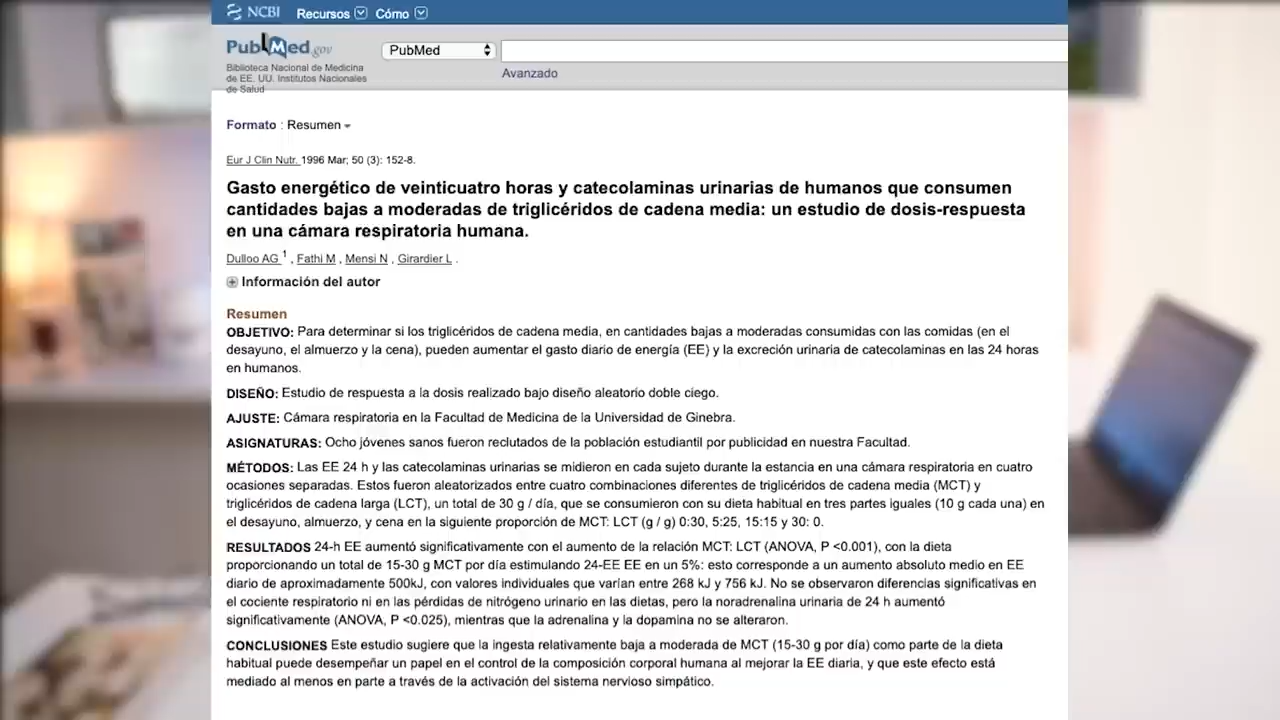 NCBI Recursos Cómo
PubMed.gov
PubMed
Biblioteca Nacional de Medicina
de EE. UU. Institutos Nacionales
de Salud
Avanzado
Formato : Resumen
Eur J Clin Nutr. 1996 Mar; 50 (3): 152-8.
Gasto energético de veinticuatro horas y catecolaminas urinarias de humanos que consumen
cantidades bajas a moderadas de triglicéridos de cadena media: un estudio de dosis-respuesta
en una cámara respiratoria humana.
Dulloo AG 1 , Fathi M , Mensi N , Girardier L .
Información del autor
Resumen
OBJETIVO: Para determinar si los triglicéridos de cadena media, en cantidades bajas a moderadas consumidas con las comidas (en el
desayuno, el almuerzo y la cena), pueden aumentar el gasto diario de energía (EE) y la excreción urinaria de catecolaminas en las 24 horas
en humanos.
DISEÑO: Estudio de respuesta a la dosis realizado bajo diseño aleatorio doble ciego.
AJUSTE: Cámara respiratoria en la Facultad de Medicina de la Universidad de Ginebra.
ASIGNATURAS: Ocho jóvenes sanos fueron reclutados de la población estudiantil por publicidad en nuestra Facultad.
MÉTODOS: Las EE 24 h y las catecolaminas urinarias se midieron en cada sujeto durante la estancia en una cámara respiratoria en cuatro
ocasiones separadas. Estos fueron aleatorizados entre cuatro combinaciones diferentes de triglicéridos de cadena media (MCT) y
triglicéridos de cadena larga (LCT), un total de 30 g / día, que se consumieron con su dieta habitual en tres partes iguales (10 g cada una) en
el desayuno, almuerzo, y cena en la siguiente proporción de MCT: LCT (g / g) 0:30, 5:25, 15:15 y 30: 0.
RESULTADOS 24-h EE aumentó significativamente con el aumento de la relación MCT: LCT (ANOVA, P <0.001), con la dieta
proporcionando un total de 15-30 g MCT por día estimulando 24-EE EE en un 5%: esto corresponde a un aumento absoluto medio en EE
diario de aproximadamente 500kJ, con valores individuales que varían entre 268 kJ y 756 kJ. No se observaron diferencias significativas en
el cociente respiratorio ni en las pérdidas de nitrógeno urinario en las dietas, pero la noradrenalina urinaria de 24 h aumentó
significativamente (ANOVA, P <0.025), mientras que la adrenalina y la dopamina no se alteraron.
CONCLUSIONES Este estudio sugiere que la ingesta relativamente baja a moderada de MCT (15-30 g por día) como parte de la dieta
habitual puede desempeñar un papel en el control de la composición corporal humana al mejorar la EE diaria, y que este efecto está
mediado al menos en parte a través de la activación del sistema nervioso simpático.